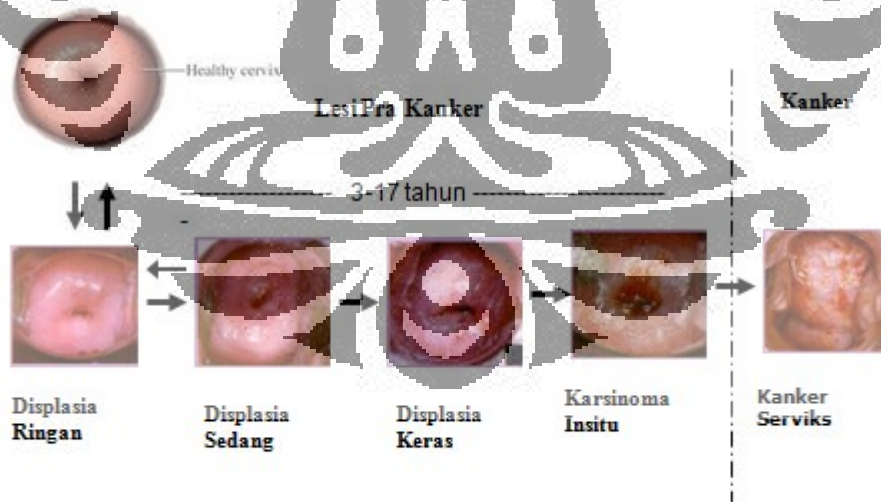 Healthy cervix
Lesi Pra Kanker
Kanker
3-17 tahun
Displasia
Ringan
Displasia
Sedang
Displasia
Keras
Karsinoma
Insitu
Kanker
Serviks